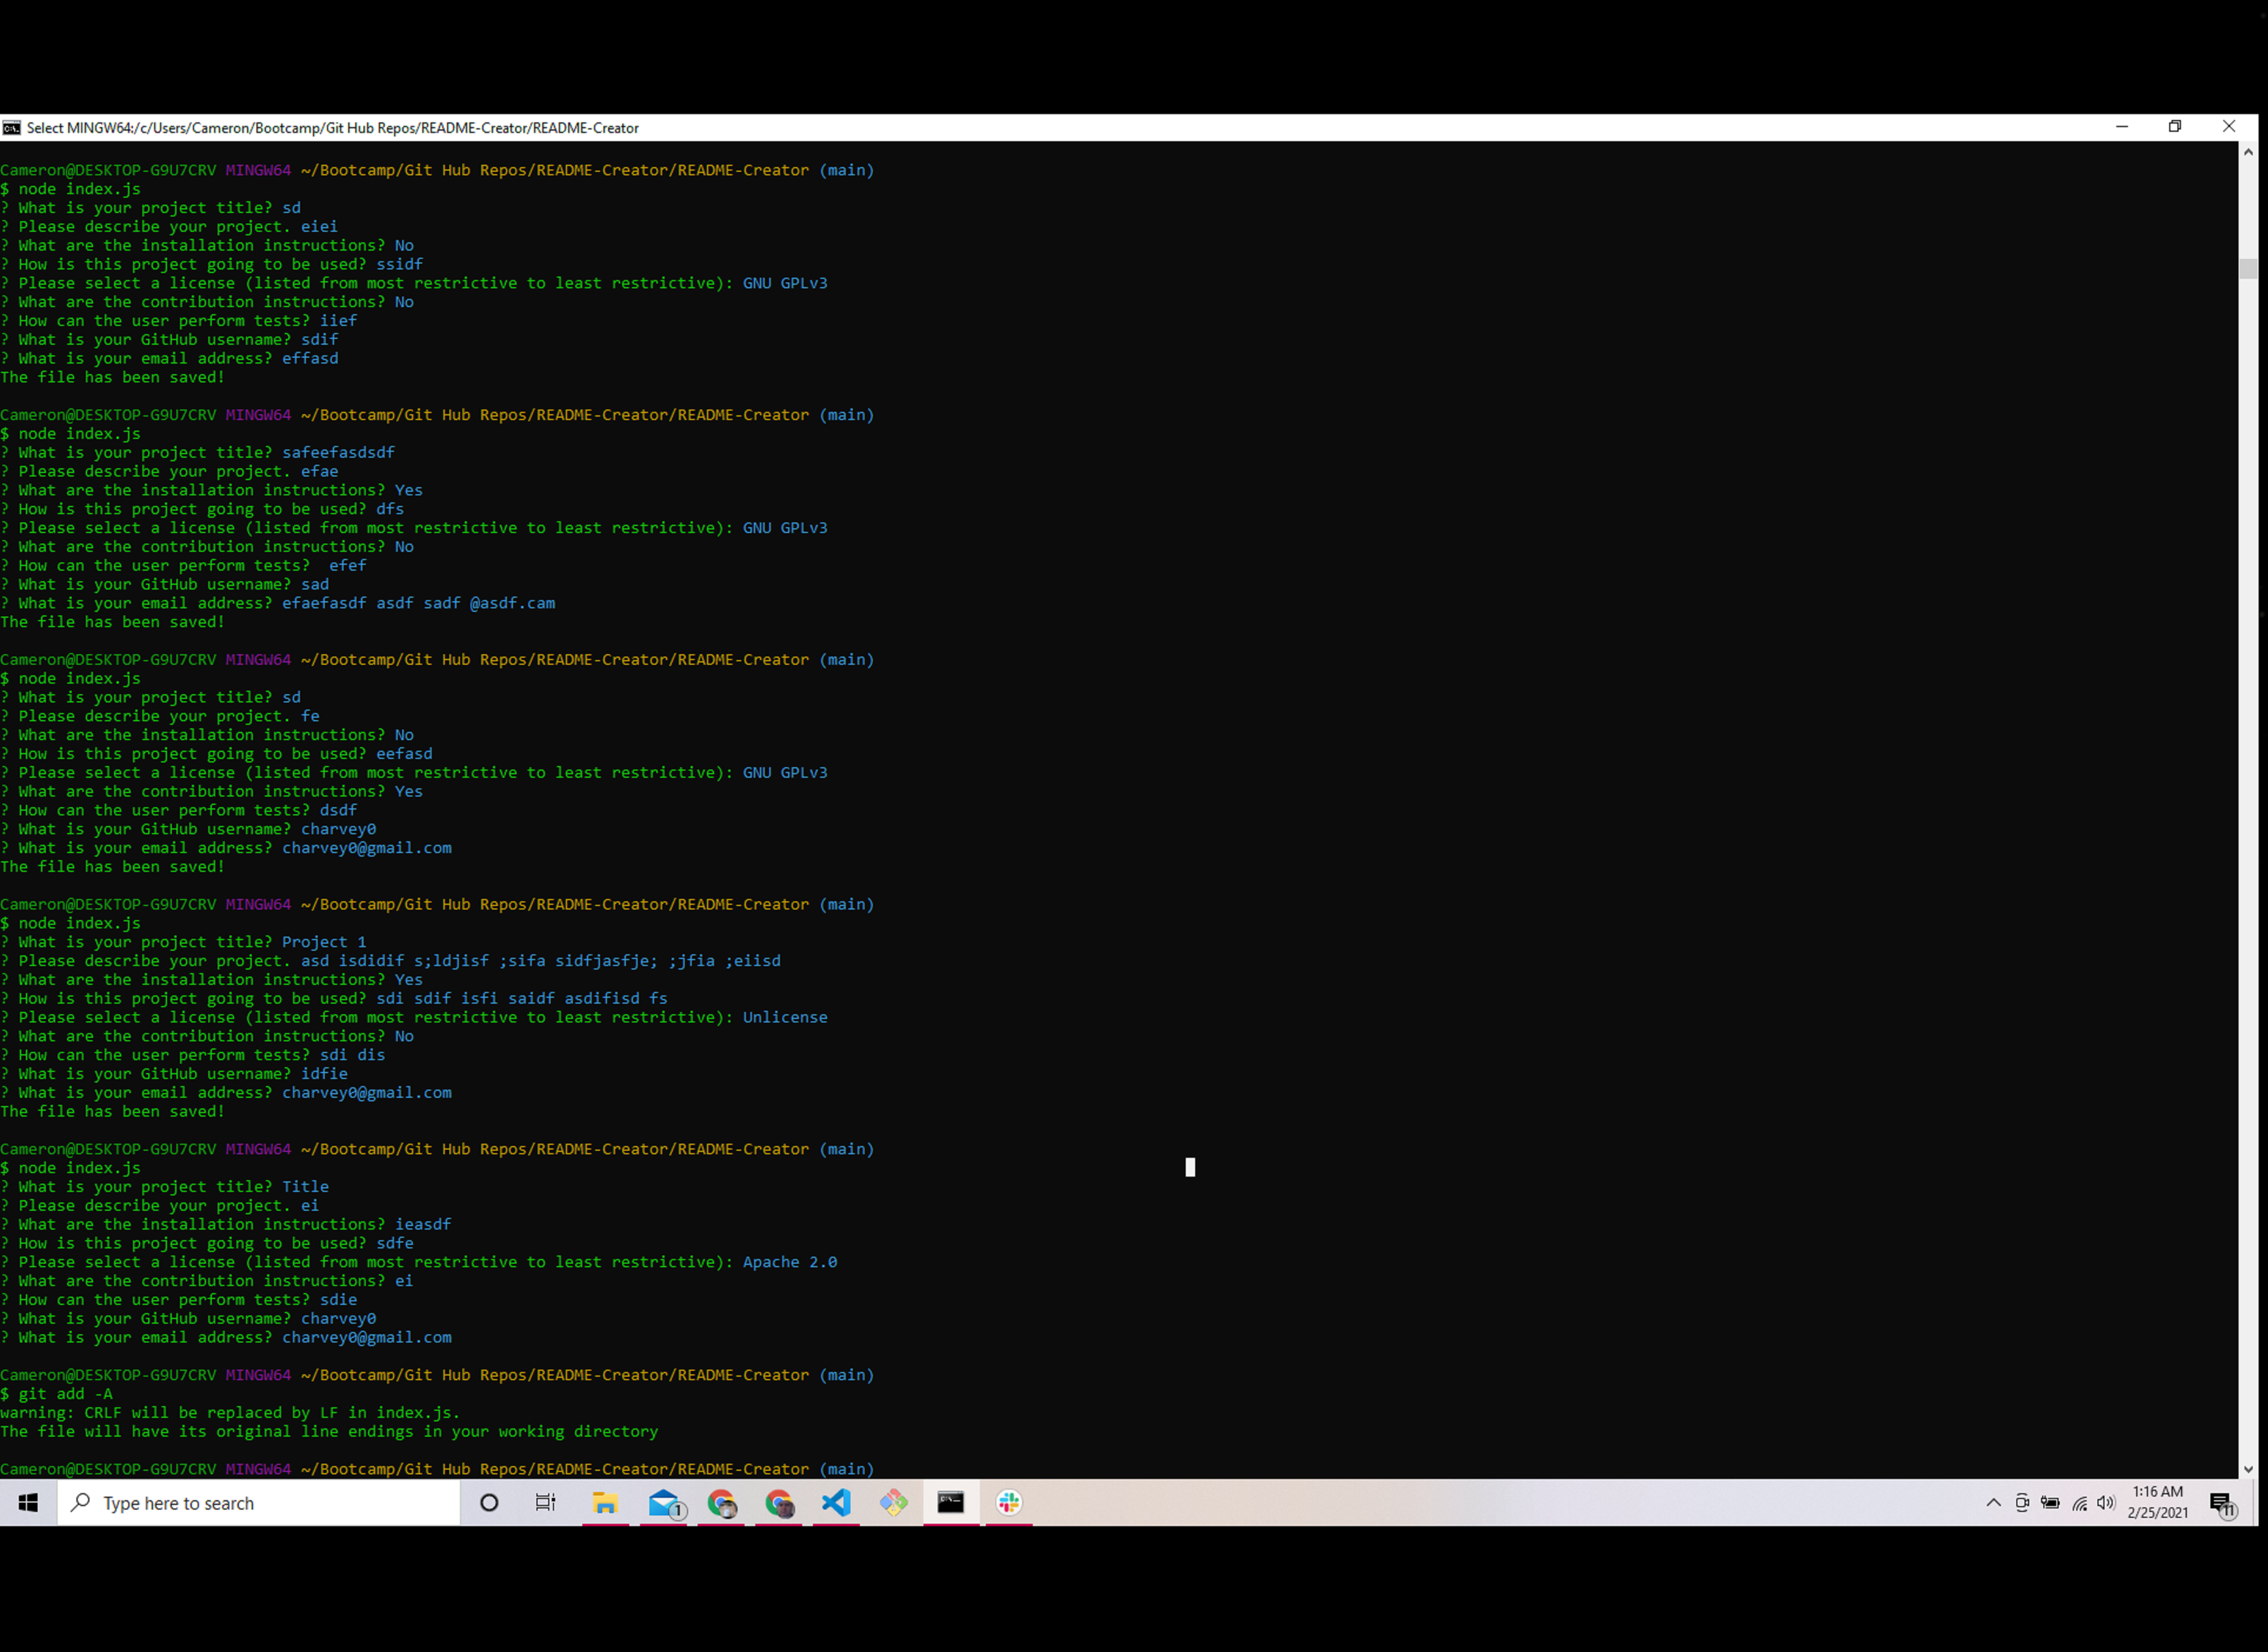 Select MINGW64:/c/Users/Cameron/Bootcamp/Git Hub Repos/README-Creator/README-Creator
Cameron@DESKTOP-G9U7CRV MINGW64 ~/Bootcamp/Git Hub Repos/README-Creator/README-Creator (main)
$ node index.js
? What is your project title? sd
? Please describe your project. eiei
? What are the installation instructions? No
? How is this project going to be used? ssidf
? Please select a license (listed from most restrictive to least restrictive): GNU GPLv3
? What are the contribution instructions? No
? How can the user perform tests? iief
? What is your GitHub username? sdif
? What is your email address? effasd
The file has been saved!
Cameron@DESKTOP-G9U7CRV MINGW64 ~/Bootcamp/Git Hub Repos/README-Creator/README-Creator (main)
$ node index.js
? What is your project title? safeefasdsdf
? Please describe your project. efae
? What are the installation instructions? Yes
? How is this project going to be used? dfs
? Please select a license (listed from most restrictive to least restrictive): GNU GPLv3
? What are the contribution instructions? No
? How can the user perform tests?  efef
? What is your GitHub username? sad
? What is your email address? efaefasdf asdf sadf @asdf.cam
The file has been saved!
Cameron@DESKTOP-G9U7CRV MINGW64 ~/Bootcamp/Git Hub Repos/README-Creator/README-Creator (main)
$ node index.js
? What is your project title? sd
? Please describe your project. fe
? What are the installation instructions? No
? How is this project going to be used? eefasd
? Please select a license (listed from most restrictive to least restrictive): GNU GPLv3
? What are the contribution instructions? Yes
? How can the user perform tests? dsdf
? What is your GitHub username? charvey0
? What is your email address? charvey0@gmail.com
The file has been saved!
Cameron@DESKTOP-G9U7CRV MINGW64 ~/Bootcamp/Git Hub Repos/README-Creator/README-Creator (main)
$ node index.js
? What is your project title? Project 1
? Please describe your project. asd isdidif s;ldjisf ;sifa sidfjasfje; ;jfia ;eiisd
? What are the installation instructions? Yes
? How is this project going to be used? sdi sdif isfi saidf asdifisd fs
? Please select a license (listed from most restrictive to least restrictive): Unlicense
? What are the contribution instructions? No
? How can the user perform tests? sdi dis
? What is your GitHub username? idfie
? What is your email address? charvey0@gmail.com
The file has been saved!
Cameron@DESKTOP-G9U7CRV MINGW64 ~/Bootcamp/Git Hub Repos/README-Creator/README-Creator (main)
$ node index.js
? What is your project title? Title
? Please describe your project. ei
? What are the installation instructions? ieasdf
? How is this project going to be used? sdfe
? Please select a license (listed from most restrictive to least restrictive): Apache 2.0
? What are the contribution instructions? ei
? How can the user perform tests? sdie
? What is your GitHub username? charvey0
? What is your email address? charvey0@gmail.com
Cameron@DESKTOP-G9U7CRV MINGW64 ~/Bootcamp/Git Hub Repos/README-Creator/README-Creator (main)
$ git add -A
warning: CRLF will be replaced by LF in index.js.
The file will have its original line endings in your working directory
Cameron@DESKTOP-G9U7CRV MINGW64 ~/Bootcamp/Git Hub Repos/README-Creator/README-Creator (main)
Type here to search
1
1:16 AM
2/25/2021
11